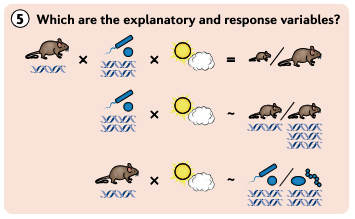 5 Which are the explanatory and response variables?
× × = /
× ~ /
× ~ /